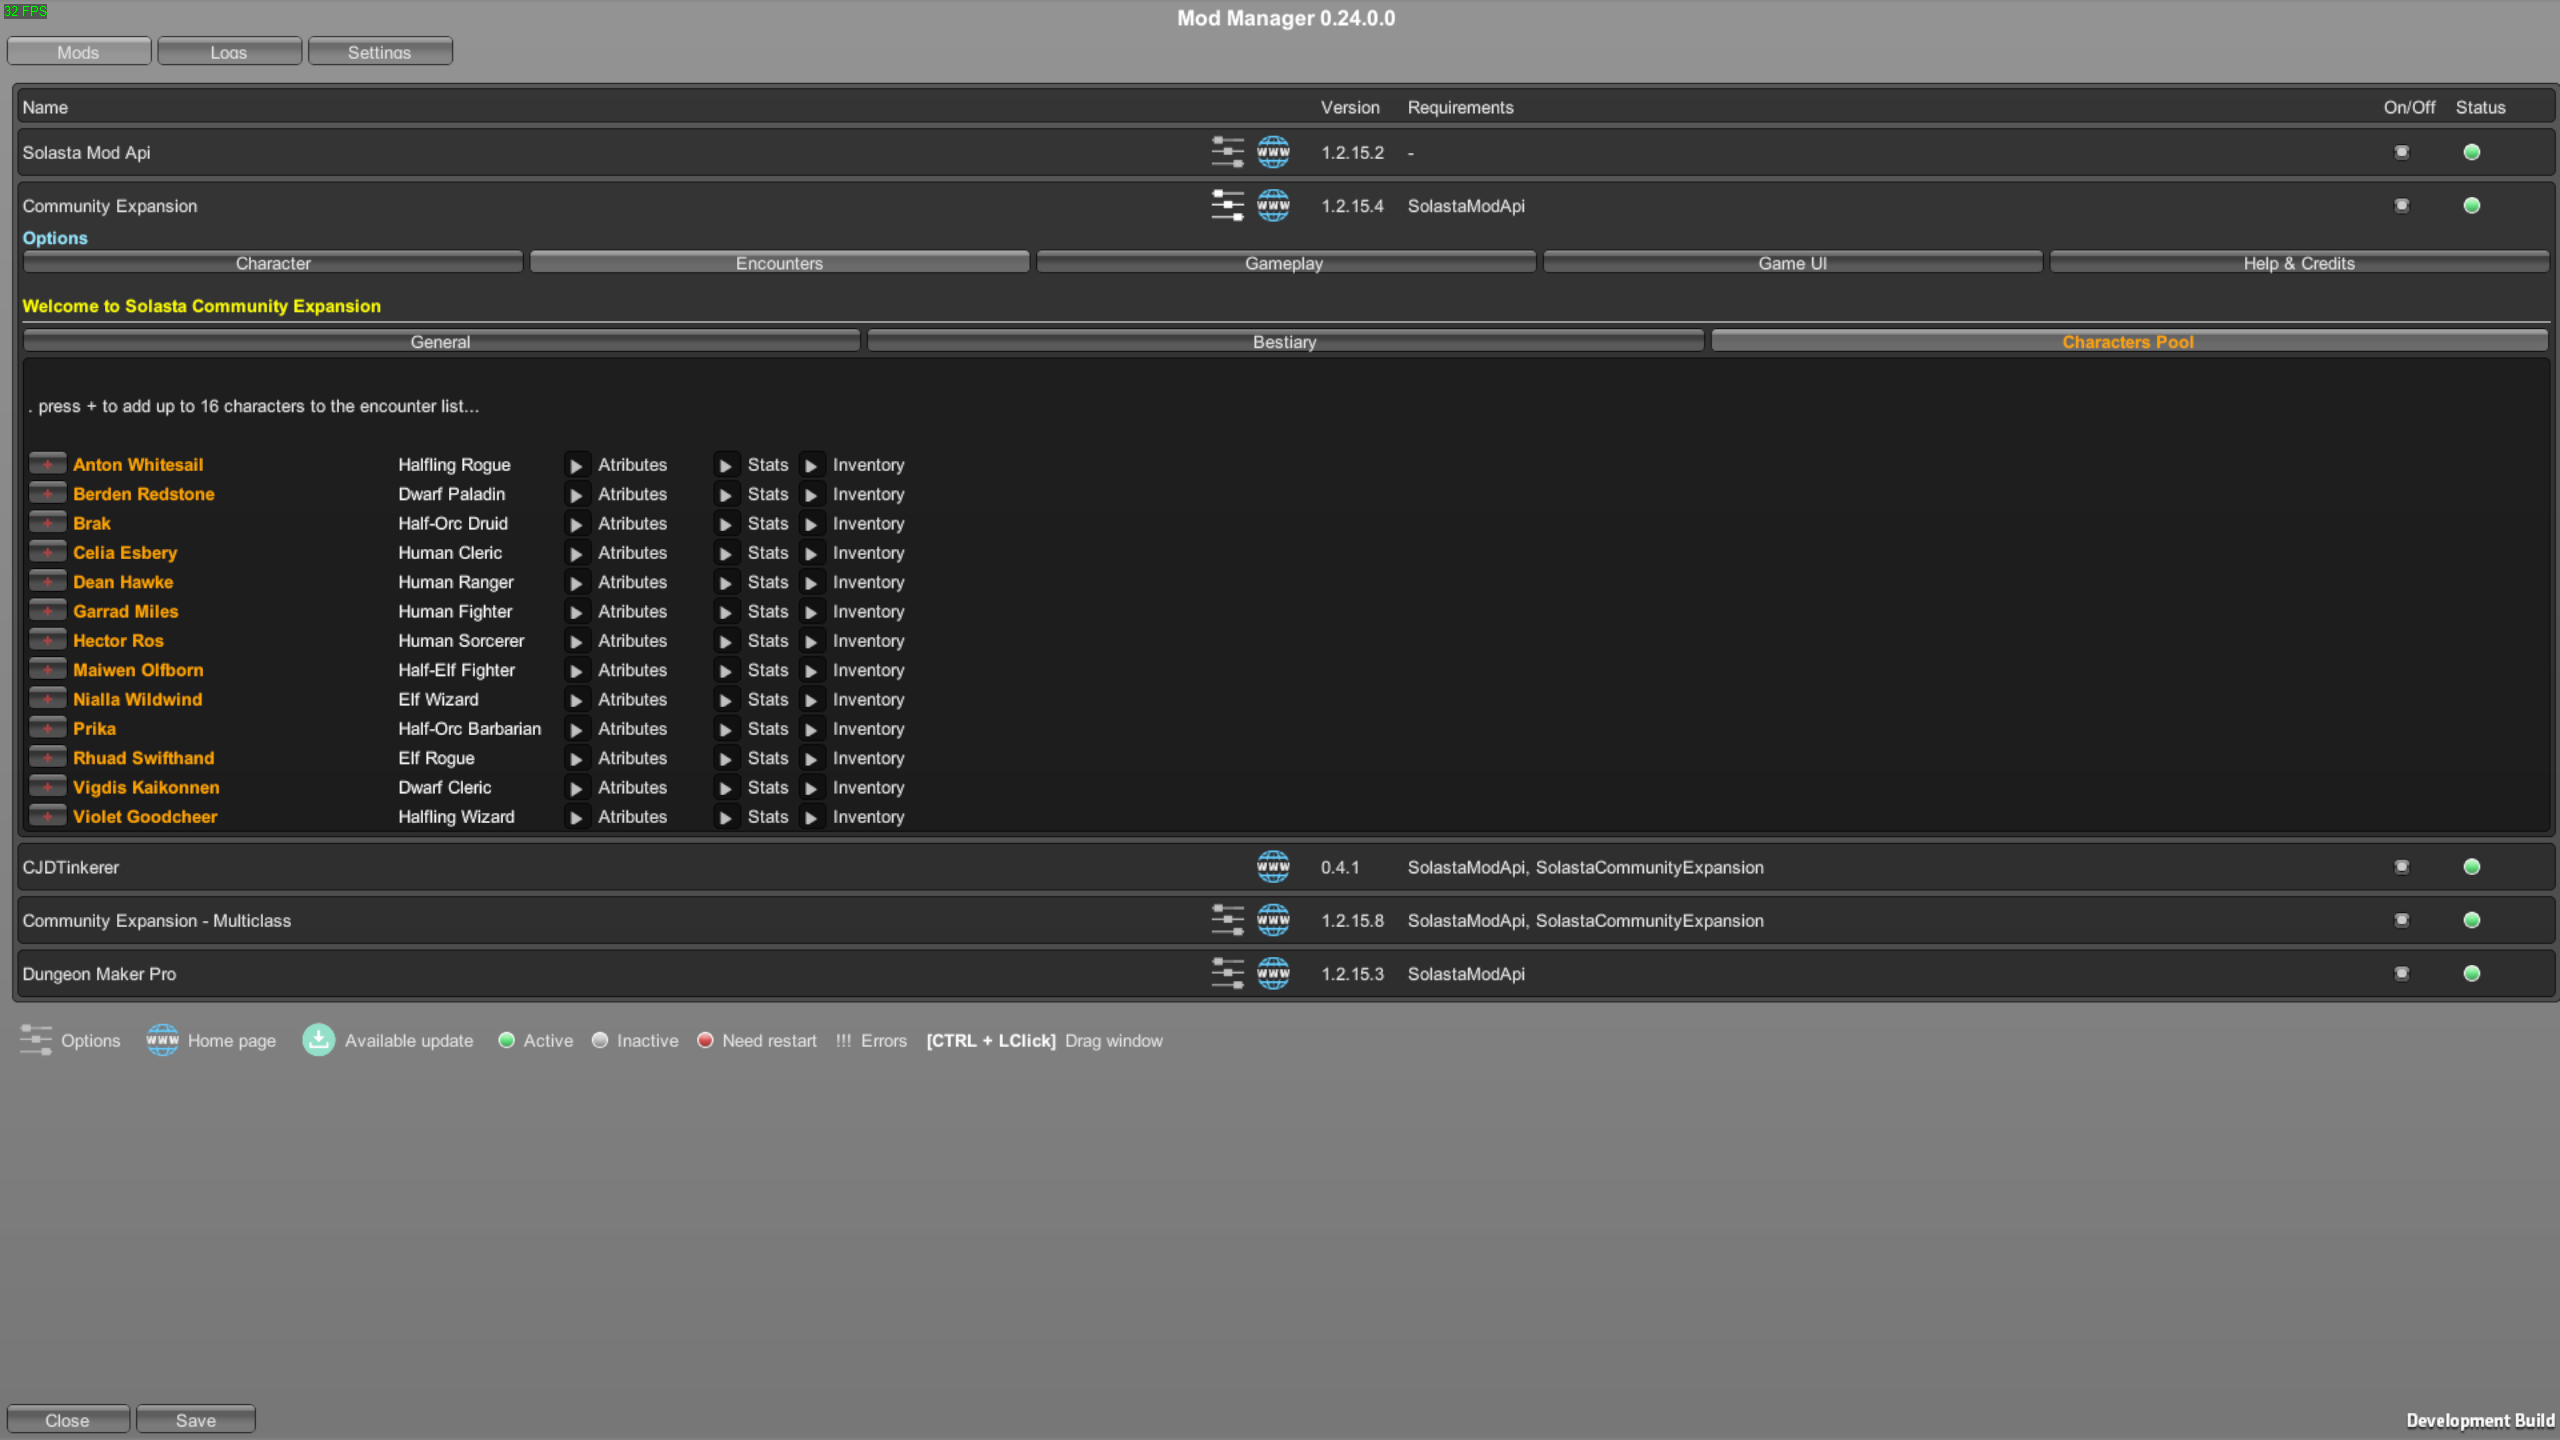 32 FPS
Mod Manager 0.24.0.0
Mods Logs Settings
Name Version Requirements On/Off Status
Solasta Mod Api WWW 1.2.15.2 -
Community Expansion WWW 1.2.15.4 SolastaModApi
Options
Character Encounters Gameplay Game UI Help & Credits
Welcome to Solasta Community Expansion
General Bestiary Characters Pool
. press + to add up to 16 characters to the encounter list...
+ Anton Whitesail Halfling Rogue ▶ Atributes ▶ Stats ▶ Inventory
+ Berden Redstone Dwarf Paladin ▶ Atributes ▶ Stats ▶ Inventory
+ Brak Half-Orc Druid ▶ Atributes ▶ Stats ▶ Inventory
+ Celia Esbery Human Cleric ▶ Atributes ▶ Stats ▶ Inventory
+ Dean Hawke Human Ranger ▶ Atributes ▶ Stats ▶ Inventory
+ Garrad Miles Human Fighter ▶ Atributes ▶ Stats ▶ Inventory
+ Hector Ros Human Sorcerer ▶ Atributes ▶ Stats ▶ Inventory
+ Maiwen Olfborn Half-Elf Fighter ▶ Atributes ▶ Stats ▶ Inventory
+ Nialla Wildwind Elf Wizard ▶ Atributes ▶ Stats ▶ Inventory
+ Prika Half-Orc Barbarian ▶ Atributes ▶ Stats ▶ Inventory
+ Rhuad Swifthand Elf Rogue ▶ Atributes ▶ Stats ▶ Inventory
+ Vigdis Kaikonnen Dwarf Cleric ▶ Atributes ▶ Stats ▶ Inventory
+ Violet Goodcheer Halfling Wizard ▶ Atributes ▶ Stats ▶ Inventory
CJDTinkerer WWW 0.4.1 SolastaModApi, SolastaCommunityExpansion
Community Expansion - Multiclass WWW 1.2.15.8 SolastaModApi, SolastaCommunityExpansion
Dungeon Maker Pro WWW 1.2.15.3 SolastaModApi
Options WWW Home page Available update Active Inactive Need restart !!! Errors [CTRL + LClick] Drag window
Close Save Development Build